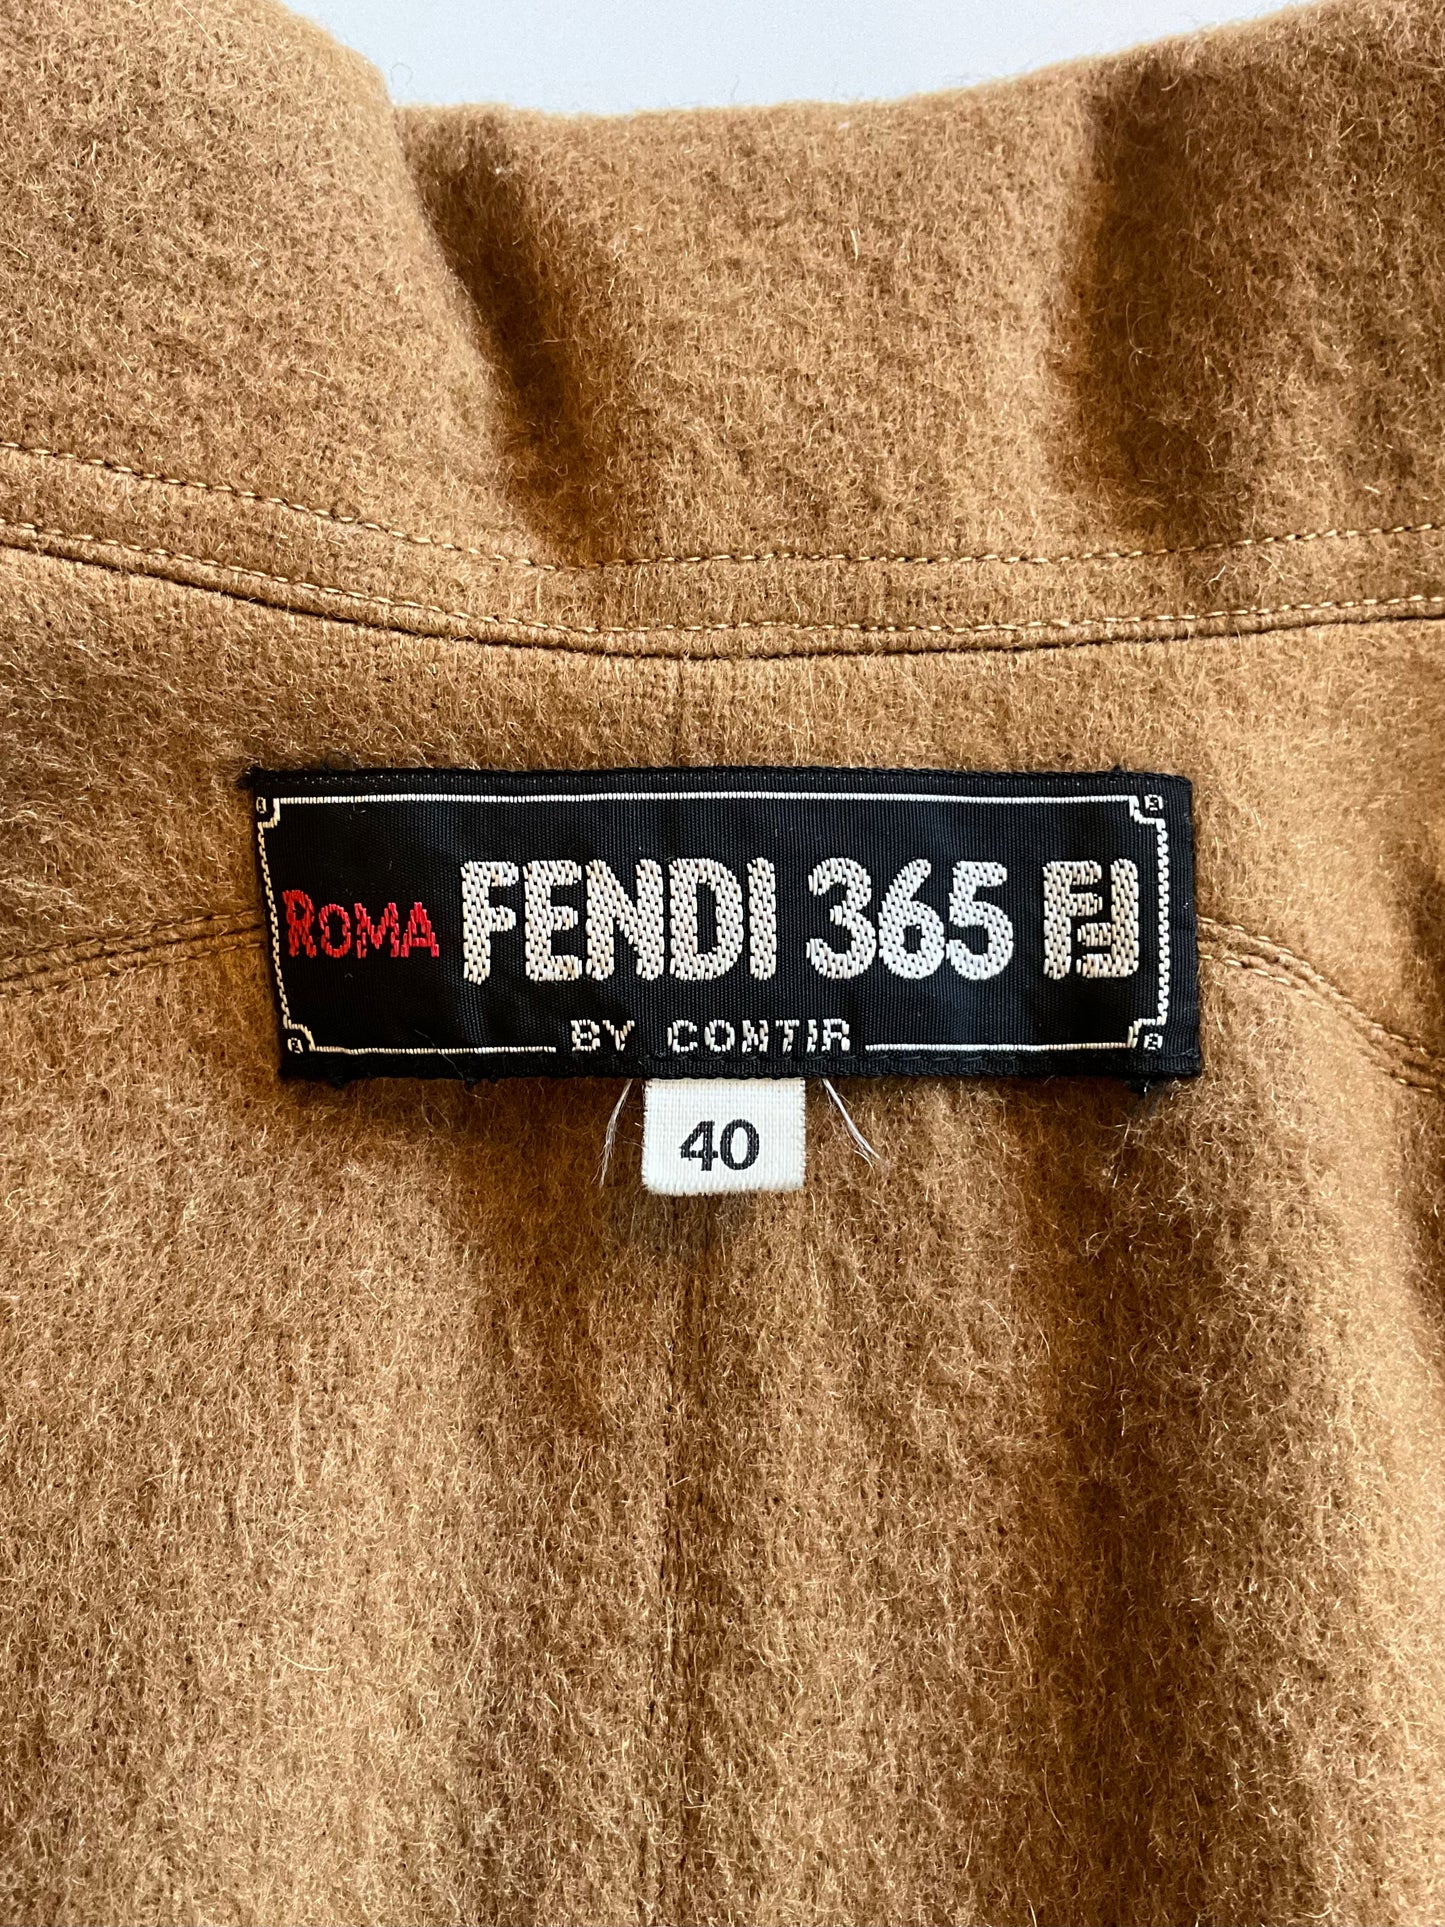 ROMA FENDI 365 FF
BY CONTIR
40